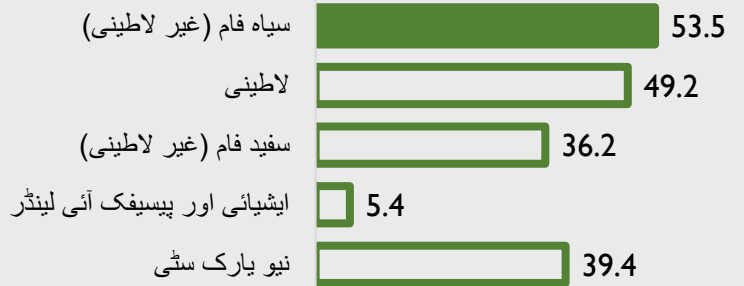 سیاہ فام (غیر لاطینی) 53.5
لاطینی 49.2
سفید فام (غیر لاطینی) 36.2
ایشیائی اور پیسیفک آئی لینڈر 5.4
نیو یارک سٹی 39.4